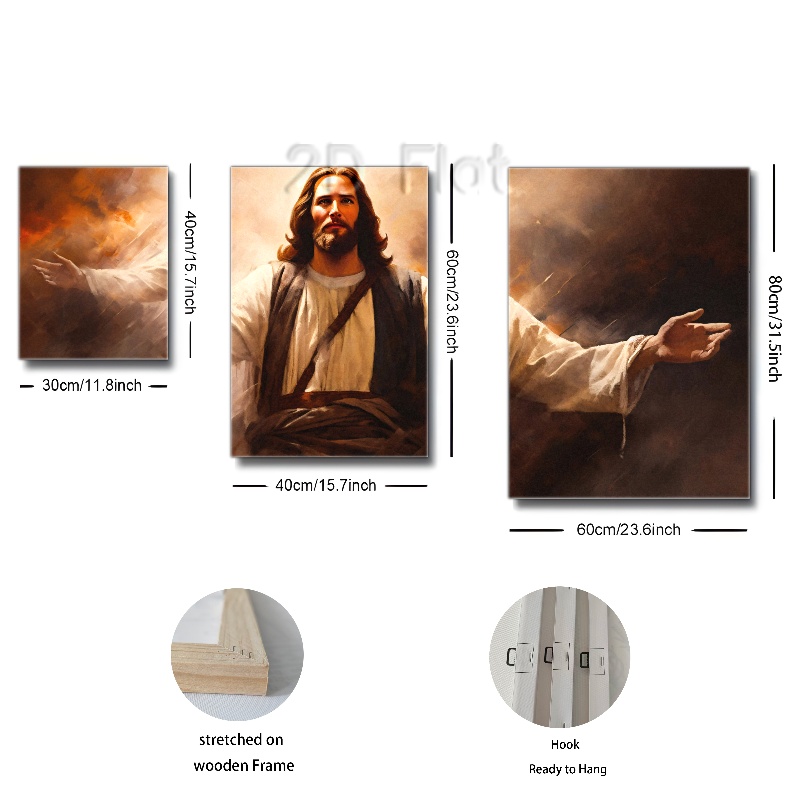 2D Flat
40cm/15.7inch
60cm/23.6inch
80cm/31.5inch
30cm/11.8inch
40cm/15.7inch
60cm/23.6inch
stretched on
wooden Frame
Hook
Ready to Hang